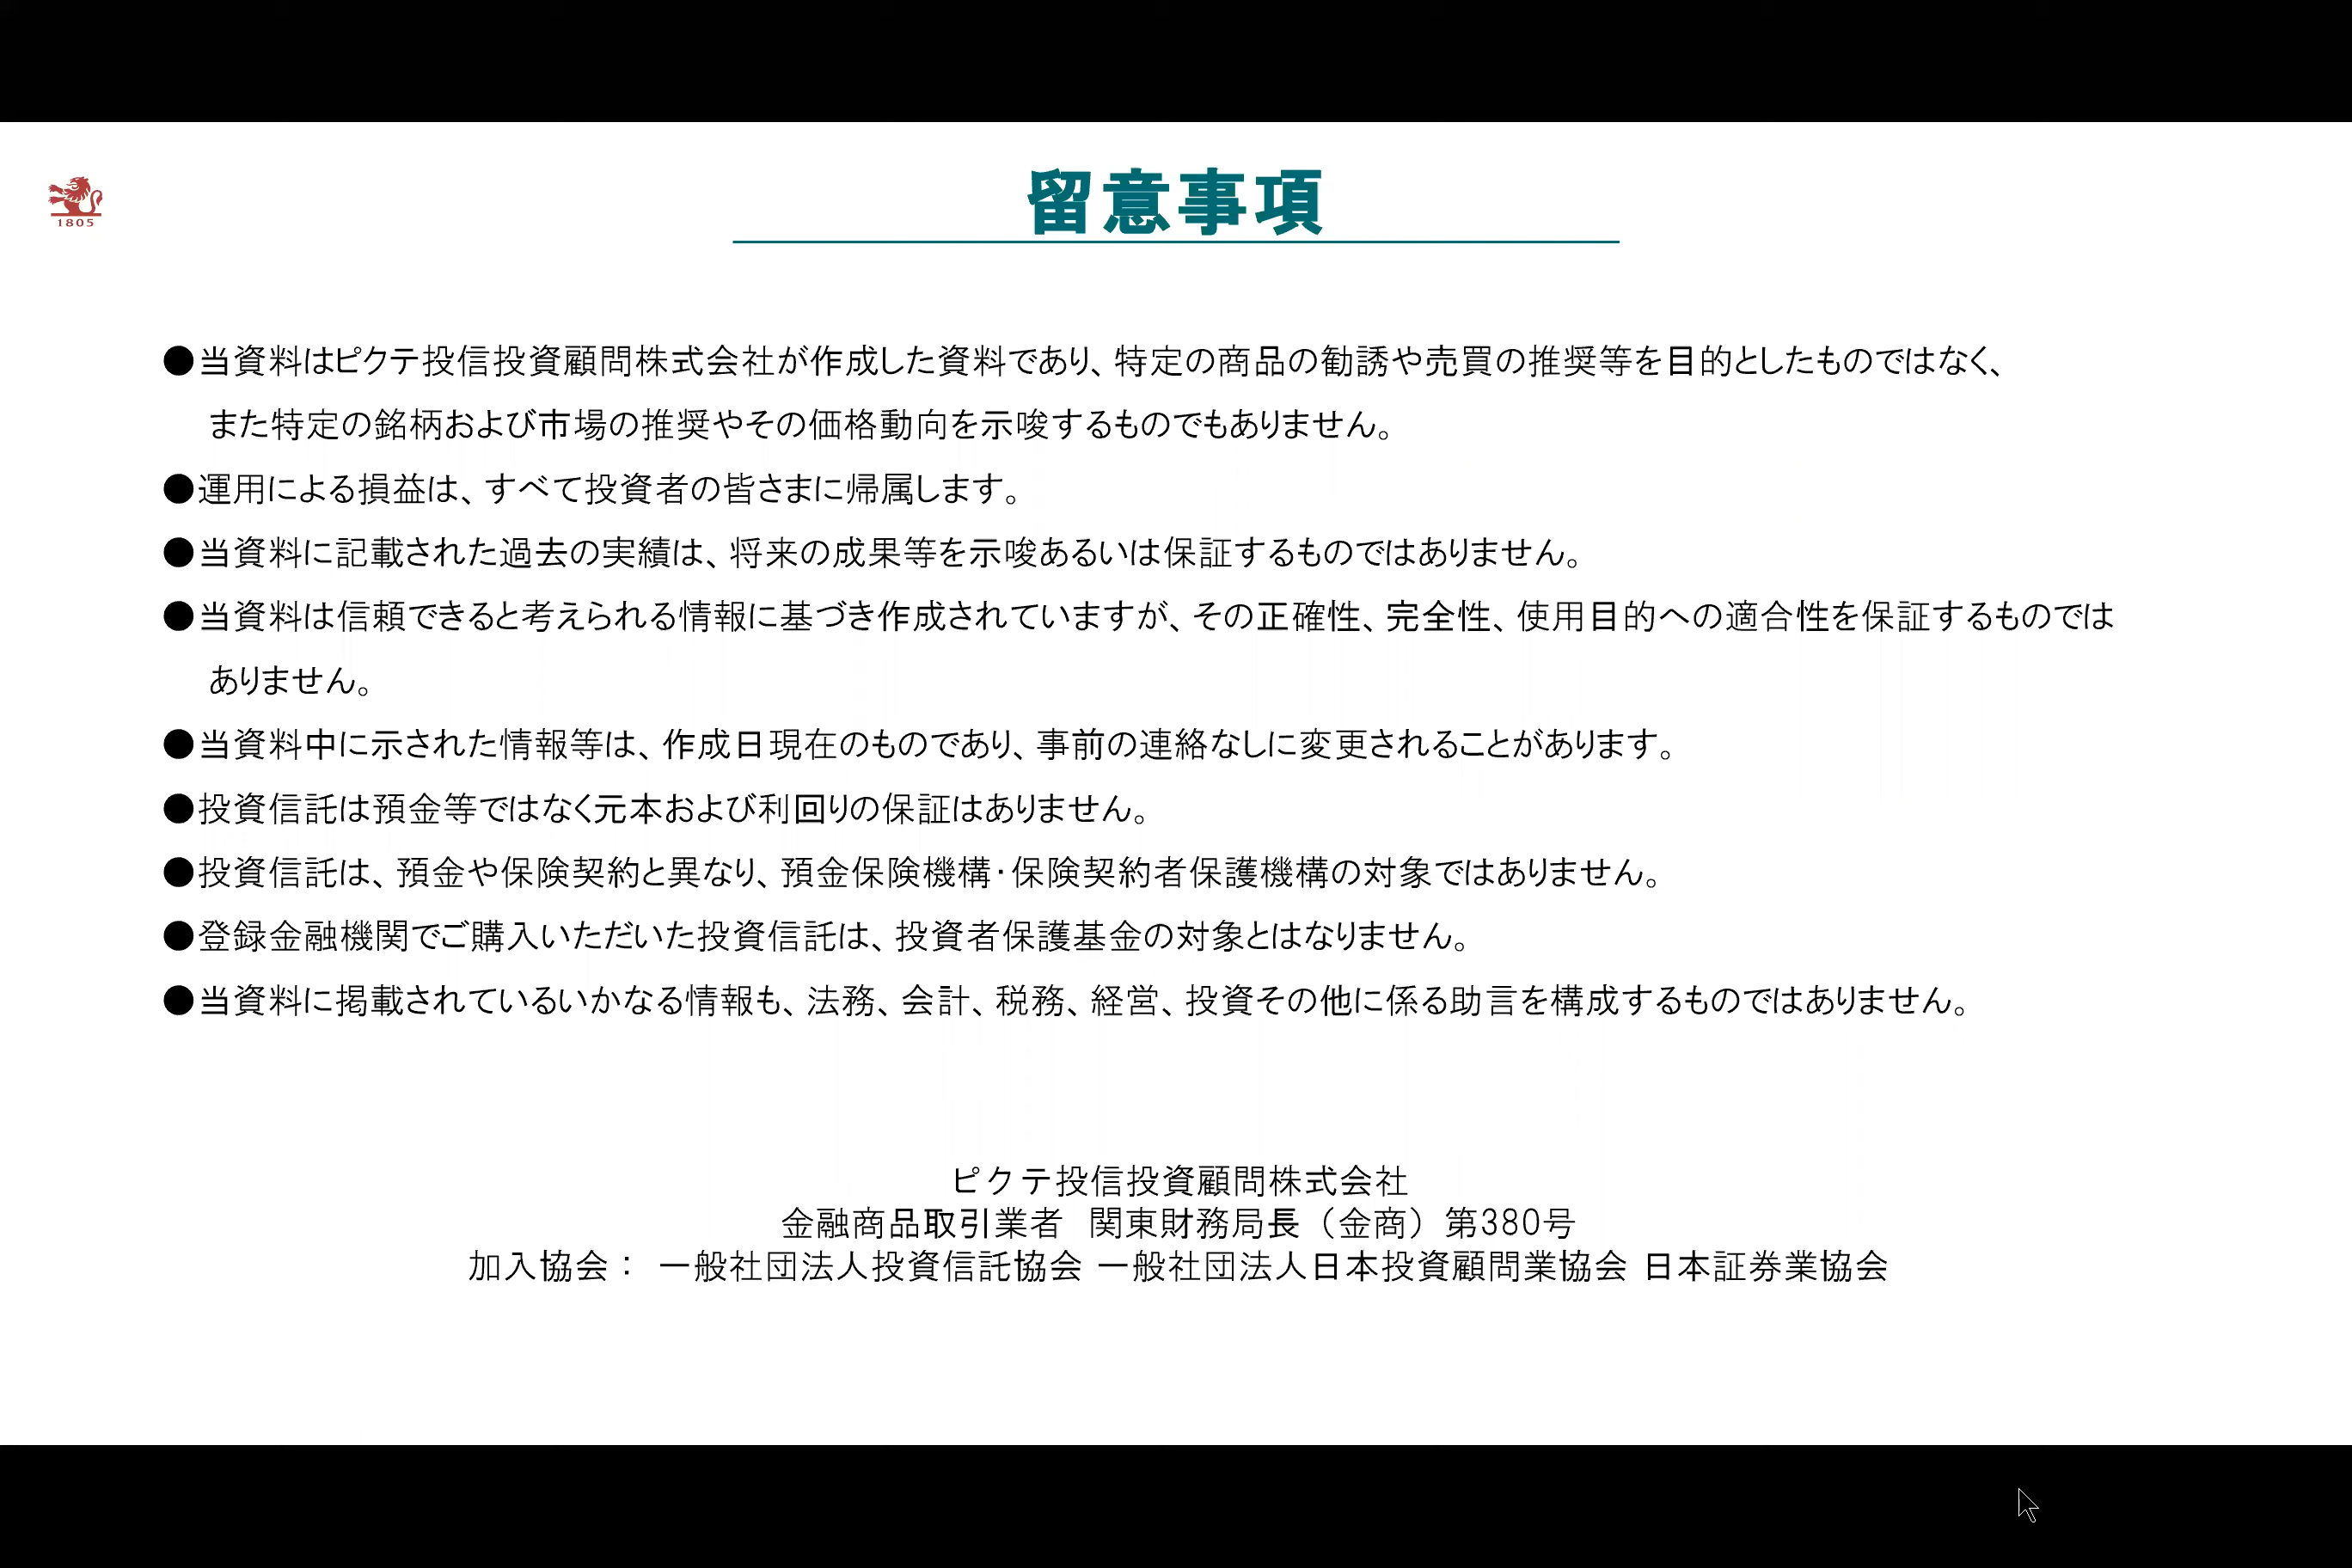 1805
留意事項
●当資料はピクテ投信投資顧問株式会社が作成した資料であり、特定の商品の勧誘や売買の推奨等を目的としたものではなく、
また特定の銘柄および市場の推奨やその価格動向を示唆するものでもありません。
●運用による損益は、すべて投資者の皆さまに帰属します。
●当資料に記載された過去の実績は、将来の成果等を示唆あるいは保証するものではありません。
●当資料は信頼できると考えられる情報に基づき作成されていますが、その正確性、完全性、使用目的への適合性を保証するものでは
ありません。
●当資料中に示された情報等は、作成日現在のものであり、事前の連絡なしに変更されることがあります。
●投資信託は預金等ではなく元本および利回りの保証はありません。
●投資信託は、預金や保険契約と異なり、預金保険機構・保険契約者保護機構の対象ではありません。
●登録金融機関でご購入いただいた投資信託は、投資者保護基金の対象とはなりません。
●当資料に掲載されているいかなる情報も、法務、会計、税務、経営、投資その他に係る助言を構成するものではありません。
ピクテ投信投資顧問株式会社
金融商品取引業者　関東財務局長（金商）第380号
加入協会： 一般社団法人投資信託協会 一般社団法人日本投資顧問業協会 日本証券業協会